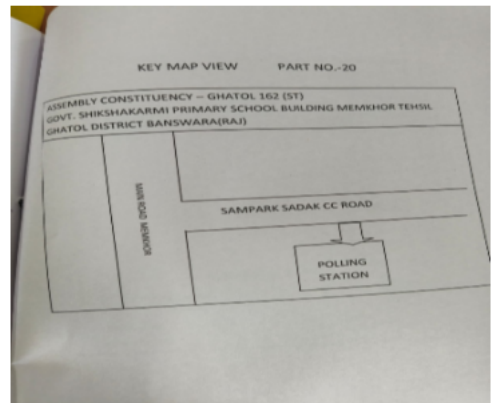 KEY MAP VIEW PART NO.-20
ASSEMBLY CONSTITUENCY – GHATOL 162 (ST)
GOVT. SHIKSHAKARMI PRIMARY SCHOOL BUILDING MEMKHOR TEHSIL
GHATOL DISTRICT BANSWARA(RAJ)
MAIN ROAD MEMKHOR
SAMPARK SADAK CC ROAD
POLLING
STATION